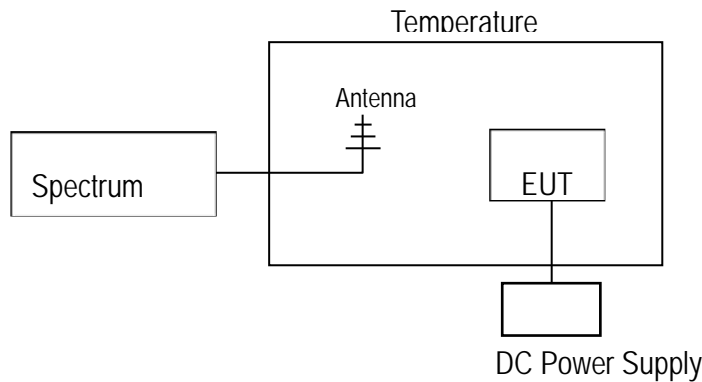 Temperature
Antenna
Spectrum
EUT
DC Power Supply